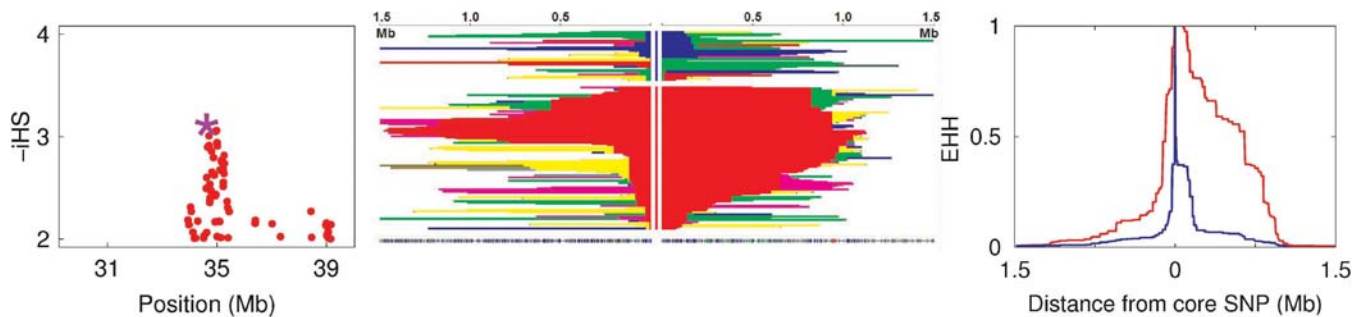 4
3
2
-iHS
31 35 39
Position (Mb)
1.5 1.0 0.5 0.5 1.0 1.5
Mb Mb
1
0.5
0
EHH
1.5 0 1.5
Distance from core SNP (Mb)